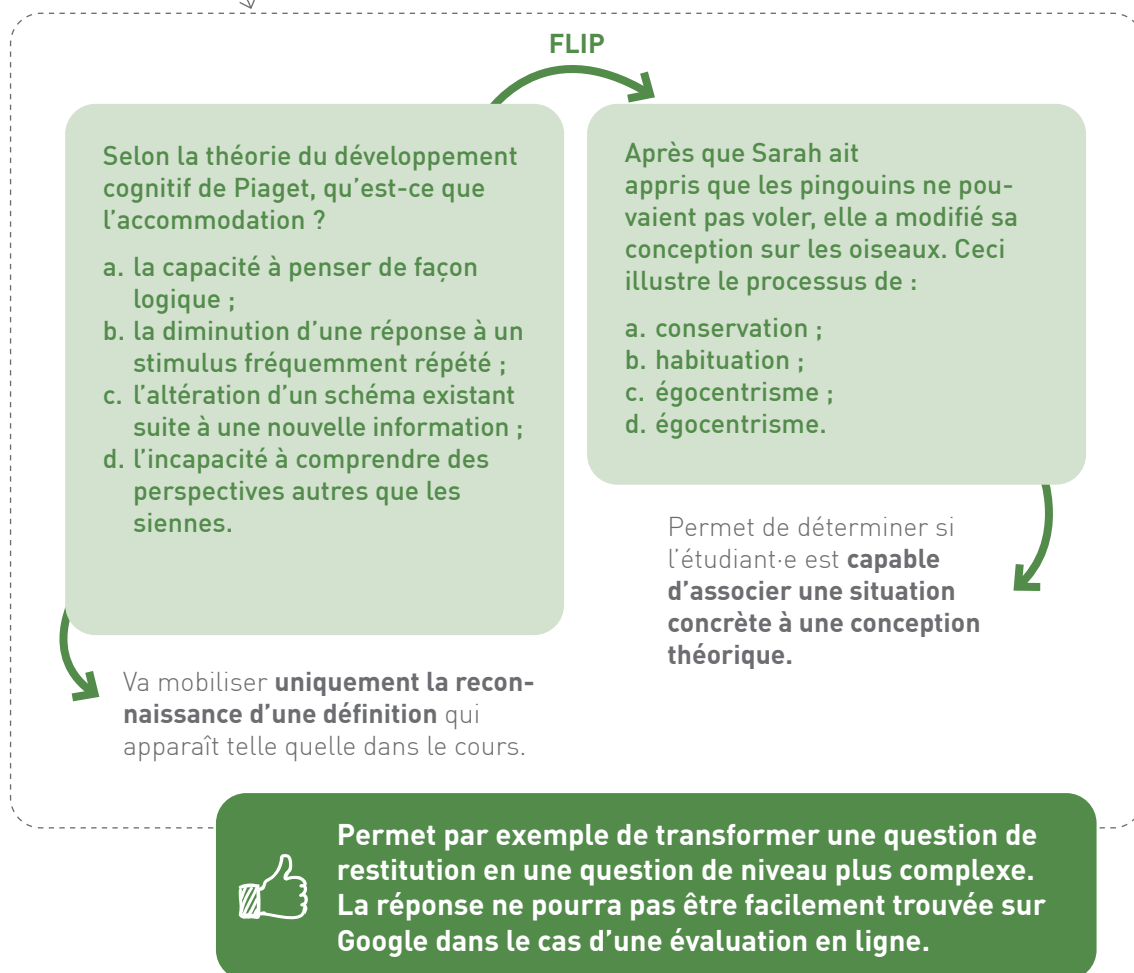 FLIP
Selon la théorie du développement
cognitif de Piaget, qu’est-ce que
l’accommodation ?
a. la capacité à penser de façon
logique ;
b. la diminution d’une réponse à un
stimulus fréquemment répété ;
c. l’altération d’un schéma existant
suite à une nouvelle information ;
d. l’incapacité à comprendre des
perspectives autres que les
siennes.
Va mobiliser uniquement la recon-
naissance d’une définition qui
apparaît telle quelle dans le cours.
Après que Sarah ait
appris que les pingouins ne pou-
vaient pas voler, elle a modifié sa
conception sur les oiseaux. Ceci
illustre le processus de :
a. conservation ;
b. habituation ;
c. égocentrisme ;
d. égocentrisme.
Permet de déterminer si
l’étudiant·e est capable
d’associer une situation
concrète à une conception
théorique.
Permet par exemple de transformer une question de
restitution en une question de niveau plus complexe.
La réponse ne pourra pas être facilement trouvée sur
Google dans le cas d’une évaluation en ligne.